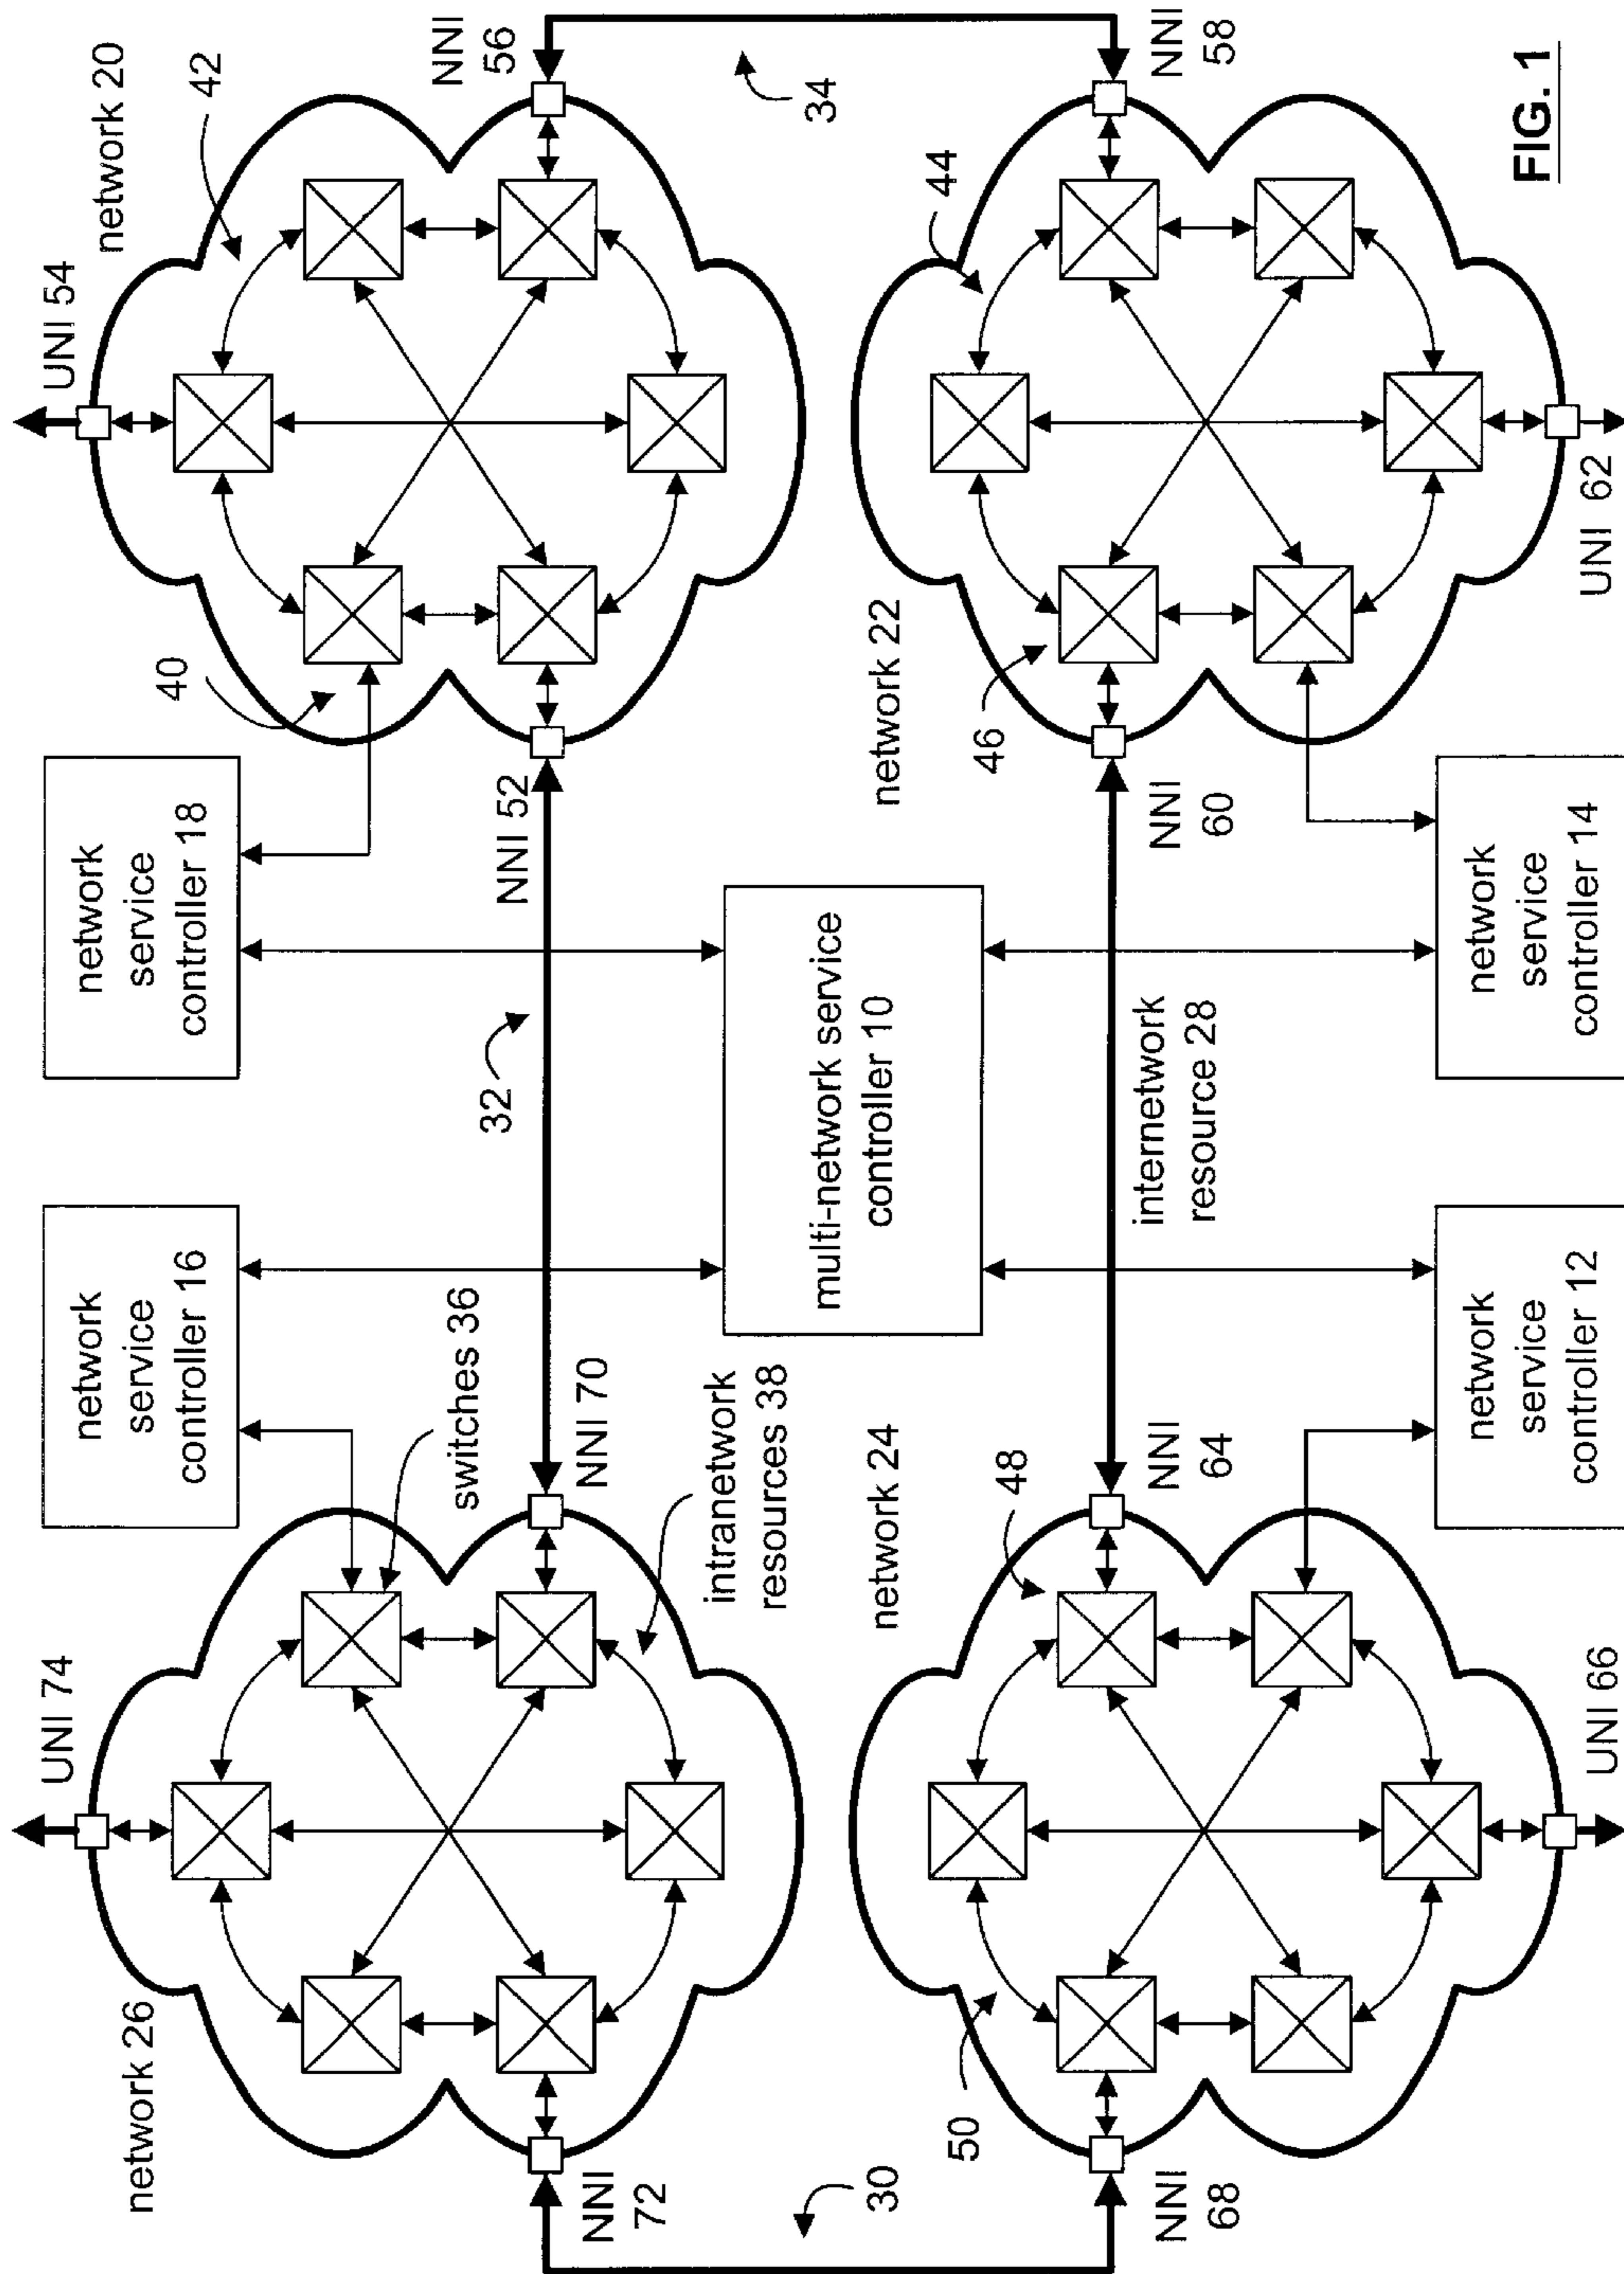 UNI 74
network 26
network
service
controller 16
network
service
controller 18
UNI 54
network 20
42
40
switches 36
NNI 70
32
NNI 52
NNI
56
NNI
72
intranetwork
resources 38
34
multi-network service
controller 10
30
network 24
network 22
44
50
48
46
NNI
68
NNI
64
internetwork
resource 28
NNI
60
NNI
58
network
service
controller 12
network
service
controller 14
UNI 66
UNI 62
FIG. 1